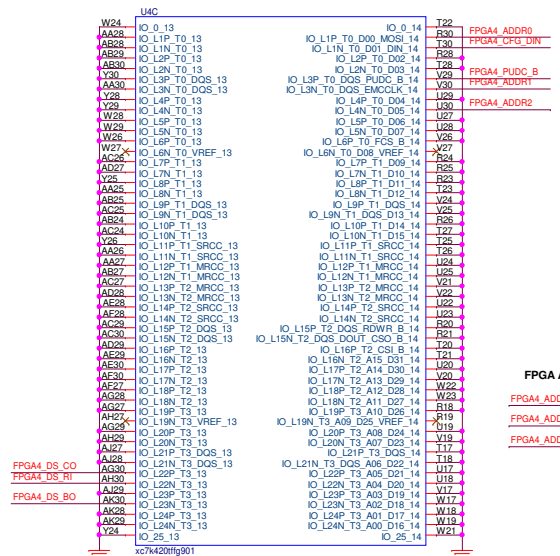 U4C
W24 IO_0_13 IO_0_14 T22
AA28 IO_L1P_T0_13 IO_L1P_T0_D00_MOSI_14 R30 FPGA4_ADDR0
AB28 IO_L1N_T0_13 IO_L1N_T0_D01_DIN_14 T30 FPGA4_CFG_DIN
AB29 IO_L2P_T0_13 IO_L2P_T0_D02_14 R28
AB30 IO_L2N_T0_13 IO_L2N_T0_D03_14 T28
Y30 IO_L3P_T0_DQS_13 IO_L3P_T0_DQS_PUDC_B_14 V29 FPGA4_PUDC_B
AA30 IO_L3N_T0_DQS_13 IO_L3N_T0_DQS_EMCCLK_14 V30 FPGA4_ADDR1
Y28 IO_L4P_T0_13 IO_L4P_T0_D04_14 U29
Y29 IO_L4N_T0_13 IO_L4N_T0_D05_14 U30 FPGA4_ADDR2
W28 IO_L5P_T0_13 IO_L5P_T0_D06_14 U27
W29 IO_L5N_T0_13 IO_L5N_T0_D07_14 U28
W26 IO_L6P_T0_13 IO_L6P_T0_FCS_B_14 V26
W27 IO_L6N_T0_VREF_13 IO_L6N_T0_D08_VREF_14 V27
AC26 IO_L7P_T1_13 IO_L7P_T1_D09_14 R24
AD27 IO_L7N_T1_13 IO_L7N_T1_D10_14 R25
Y25 IO_L8P_T1_13 IO_L8P_T1_D11_14 R23
AA25 IO_L8N_T1_13 IO_L8N_T1_D12_14 T23
AB25 IO_L9P_T1_DQS_13 IO_L9P_T1_DQS_14 V24
AC25 IO_L9N_T1_DQS_13 IO_L9N_T1_DQS_D13_14 V25
AB24 IO_L10P_T1_13 IO_L10P_T1_D14_14 R26
AC24 IO_L10N_T1_13 IO_L10N_T1_D15_14 T27
Y26 IO_L11P_T1_SRCC_13 IO_L11P_T1_SRCC_14 T25
AA26 IO_L11N_T1_SRCC_13 IO_L11N_T1_SRCC_14 T26
AA27 IO_L12P_T1_MRCC_13 IO_L12P_T1_MRCC_14 U24
AB27 IO_L12N_T1_MRCC_13 IO_L12N_T1_MRCC_14 U25
AC27 IO_L13P_T2_MRCC_13 IO_L13P_T2_MRCC_14 V21
AD28 IO_L13N_T2_MRCC_13 IO_L13N_T2_MRCC_14 V22
AE28 IO_L14P_T2_SRCC_13 IO_L14P_T2_SRCC_14 U22
AF28 IO_L14N_T2_SRCC_13 IO_L14N_T2_SRCC_14 U23
AC29 IO_L15P_T2_DQS_13 IO_L15P_T2_DQS_RDWR_B_14 R20
AC30 IO_L15N_T2_DQS_13 IO_L15N_T2_DQS_DOUT_CSO_B_14 R21
AD29 IO_L16P_T2_13 IO_L16P_T2_CSI_B_14 T20
AE29 IO_L16N_T2_13 IO_L16N_T2_A15_D31_14 T21
AE30 IO_L17P_T2_13 IO_L17P_T2_A14_D30_14 U20
AF30 IO_L17N_T2_13 IO_L17N_T2_A13_D29_14 V20
AF27 IO_L18P_T2_13 IO_L18P_T2_A12_D28_14 W22
AG28 IO_L18N_T2_13 IO_L18N_T2_A11_D27_14 W23
AG27 IO_L19P_T3_13 IO_L19P_T3_A10_D26_14 R18
AH27 IO_L19N_T3_VREF_13 IO_L19N_T3_A09_D25_VREF_14 R19
AG29 IO_L20P_T3_13 IO_L20P_T3_A08_D24_14 U19
AH29 IO_L20N_T3_13 IO_L20N_T3_A07_D23_14 V19
AJ27 IO_L21P_T3_DQS_13 IO_L21P_T3_DQS_14 T17
AJ28 IO_L21N_T3_DQS_13 IO_L21N_T3_DQS_A06_D22_14 T18
FPGA4_DS_CO AG30 IO_L22P_T3_13 IO_L22P_T3_A05_D21_14 U17
FPGA4_DS_RI AH30 IO_L22N_T3_13 IO_L22N_T3_A04_D20_14 U18
AJ29 IO_L23P_T3_13 IO_L23P_T3_A03_D19_14 V17
FPGA4_DS_BO AK30 IO_L23N_T3_13 IO_L23N_T3_A02_D18_14 W17
AK28 IO_L24P_T3_13 IO_L24P_T3_A01_D17_14 W18
AK29 IO_L24N_T3_13 IO_L24N_T3_A00_D16_14 W19
Y24 IO_25_13 IO_25_14 W21
xc7k420tffg901
FPGA A
FPGA4_ADD
FPGA4_ADD
FPGA4_ADD